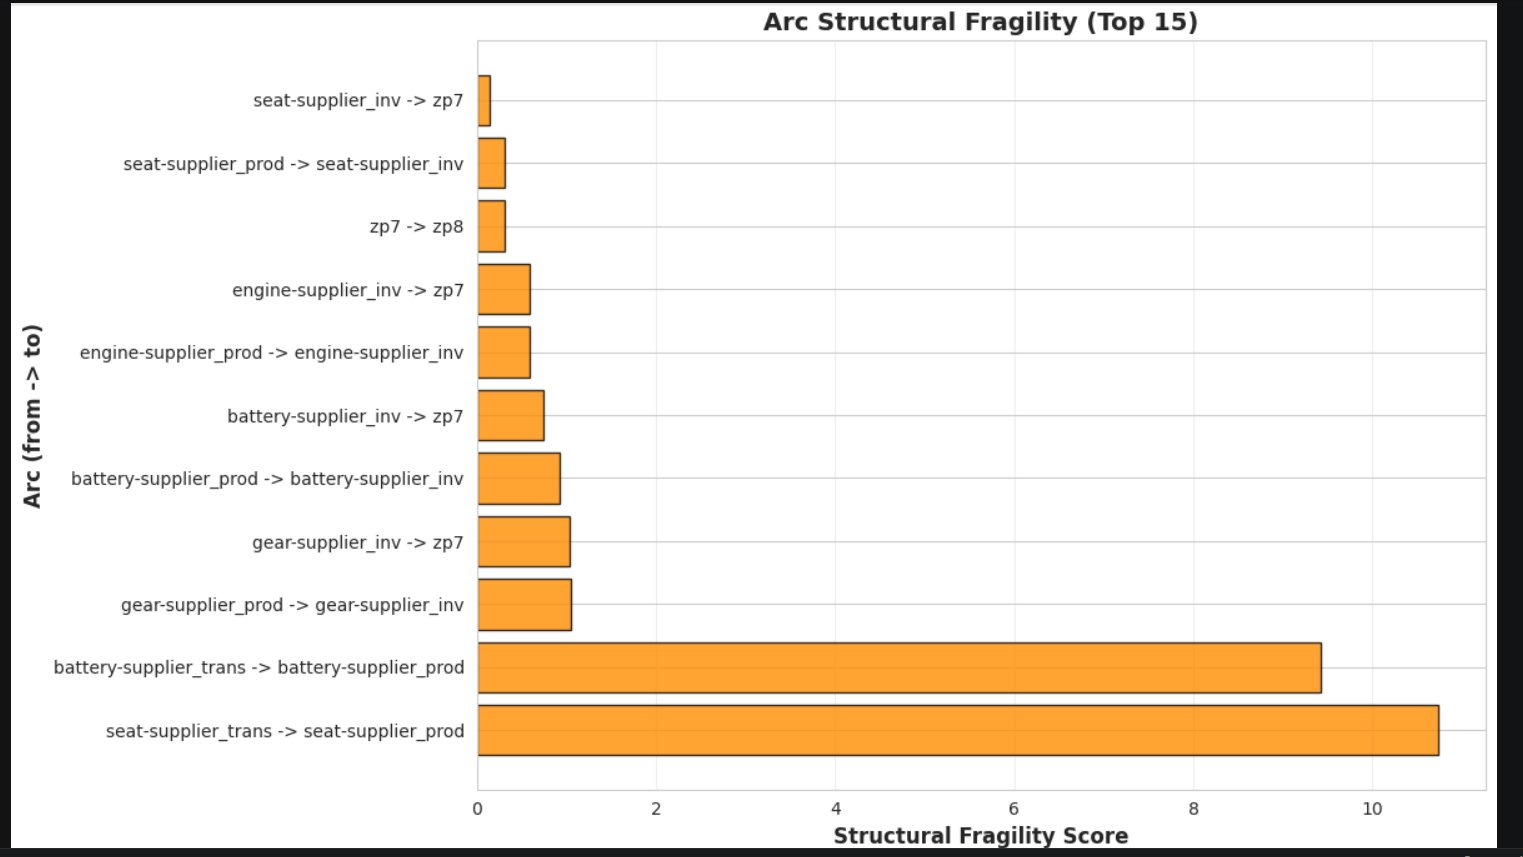 Arc Structural Fragility (Top 15)
Arc (from -> to)
seat-supplier_inv -> zp7
seat-supplier_prod -> seat-supplier_inv
zp7 -> zp8
engine-supplier_inv -> zp7
engine-supplier_prod -> engine-supplier_inv
battery-supplier_inv -> zp7
battery-supplier_prod -> battery-supplier_inv
gear-supplier_inv -> zp7
gear-supplier_prod -> gear-supplier_inv
battery-supplier_trans -> battery-supplier_prod
seat-supplier_trans -> seat-supplier_prod
0 2 4 6 8 10
Structural Fragility Score